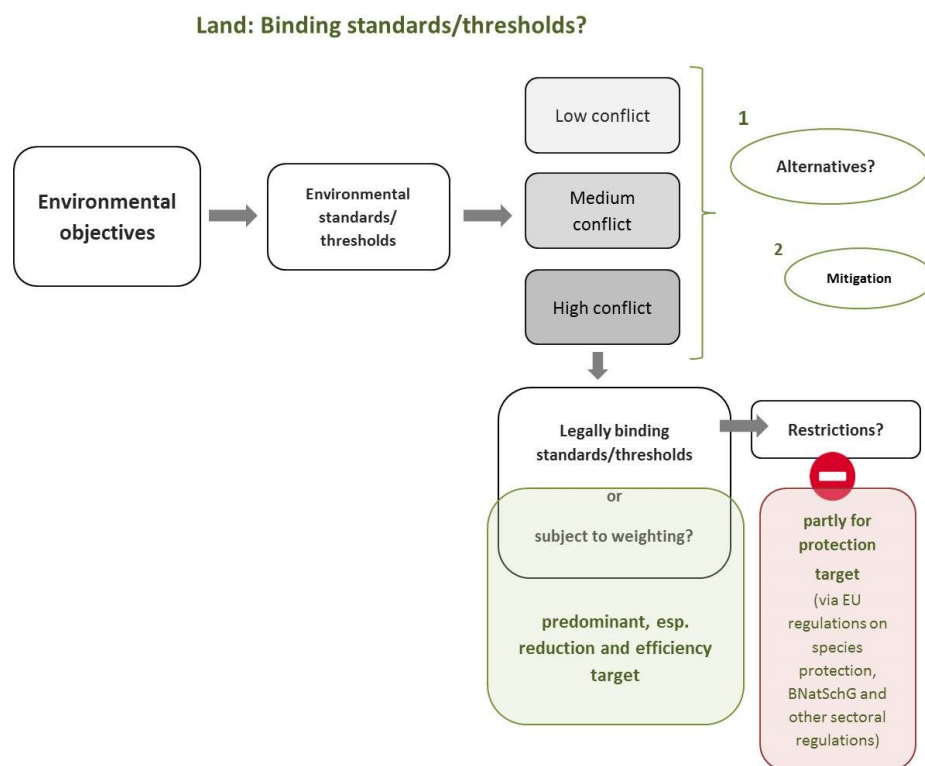 Land: Binding standards/thresholds?
Environmental
objectives
Environmental
standards/
thresholds
Low conflict
Medium
conflict
High conflict
1
Alternatives?
2
Mitigation
Legally binding
standards/thresholds
or
subject to weighting?
Restrictions?
predominant, esp.
reduction and efficiency
target
partly for
protection
target
(via EU
regulations on
species
protection,
BNatSchG and
other sectoral
regulations)